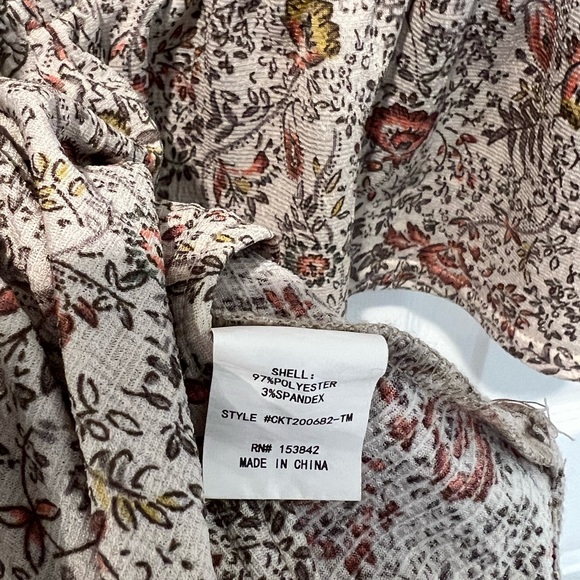 SHELL:
97%POLYESTER
3%SPANDEX
STYLE #CKT200682-TM
RN# 153842
MADE IN CHINA